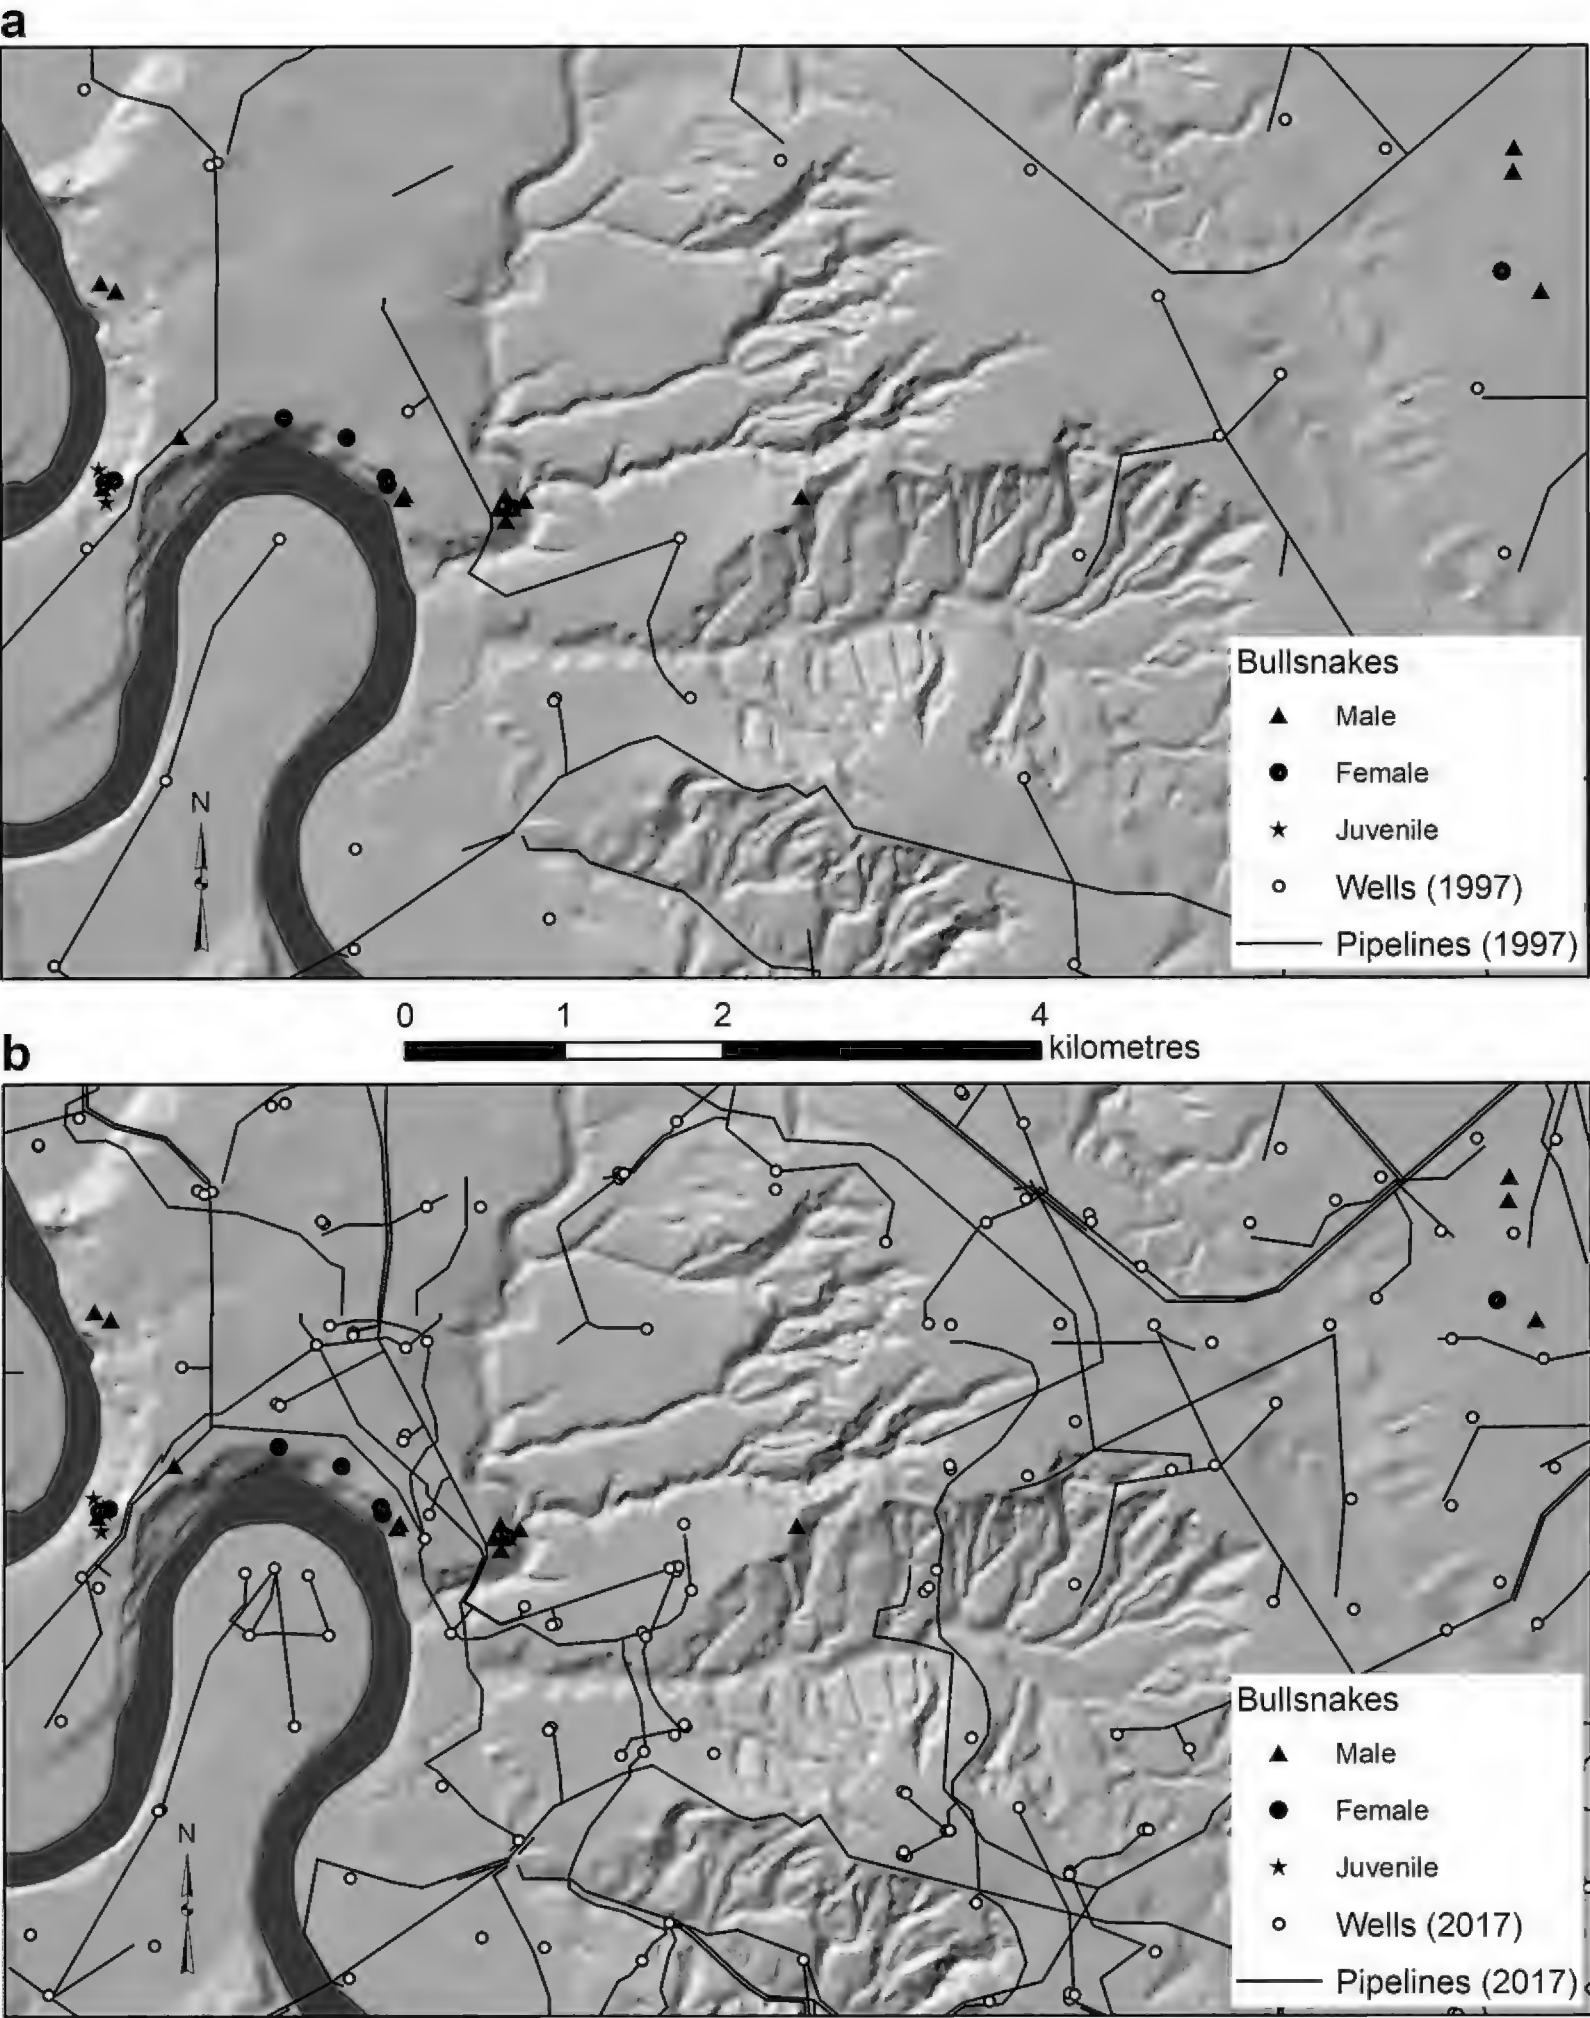 a
N
Bullsnakes
Male
Female
Juvenile
Wells (1997)
Pipelines (1997)
0 1 2 4
kilometres
b
N
Bullsnakes
Male
Female
Juvenile
Wells (2017)
Pipelines (2017)